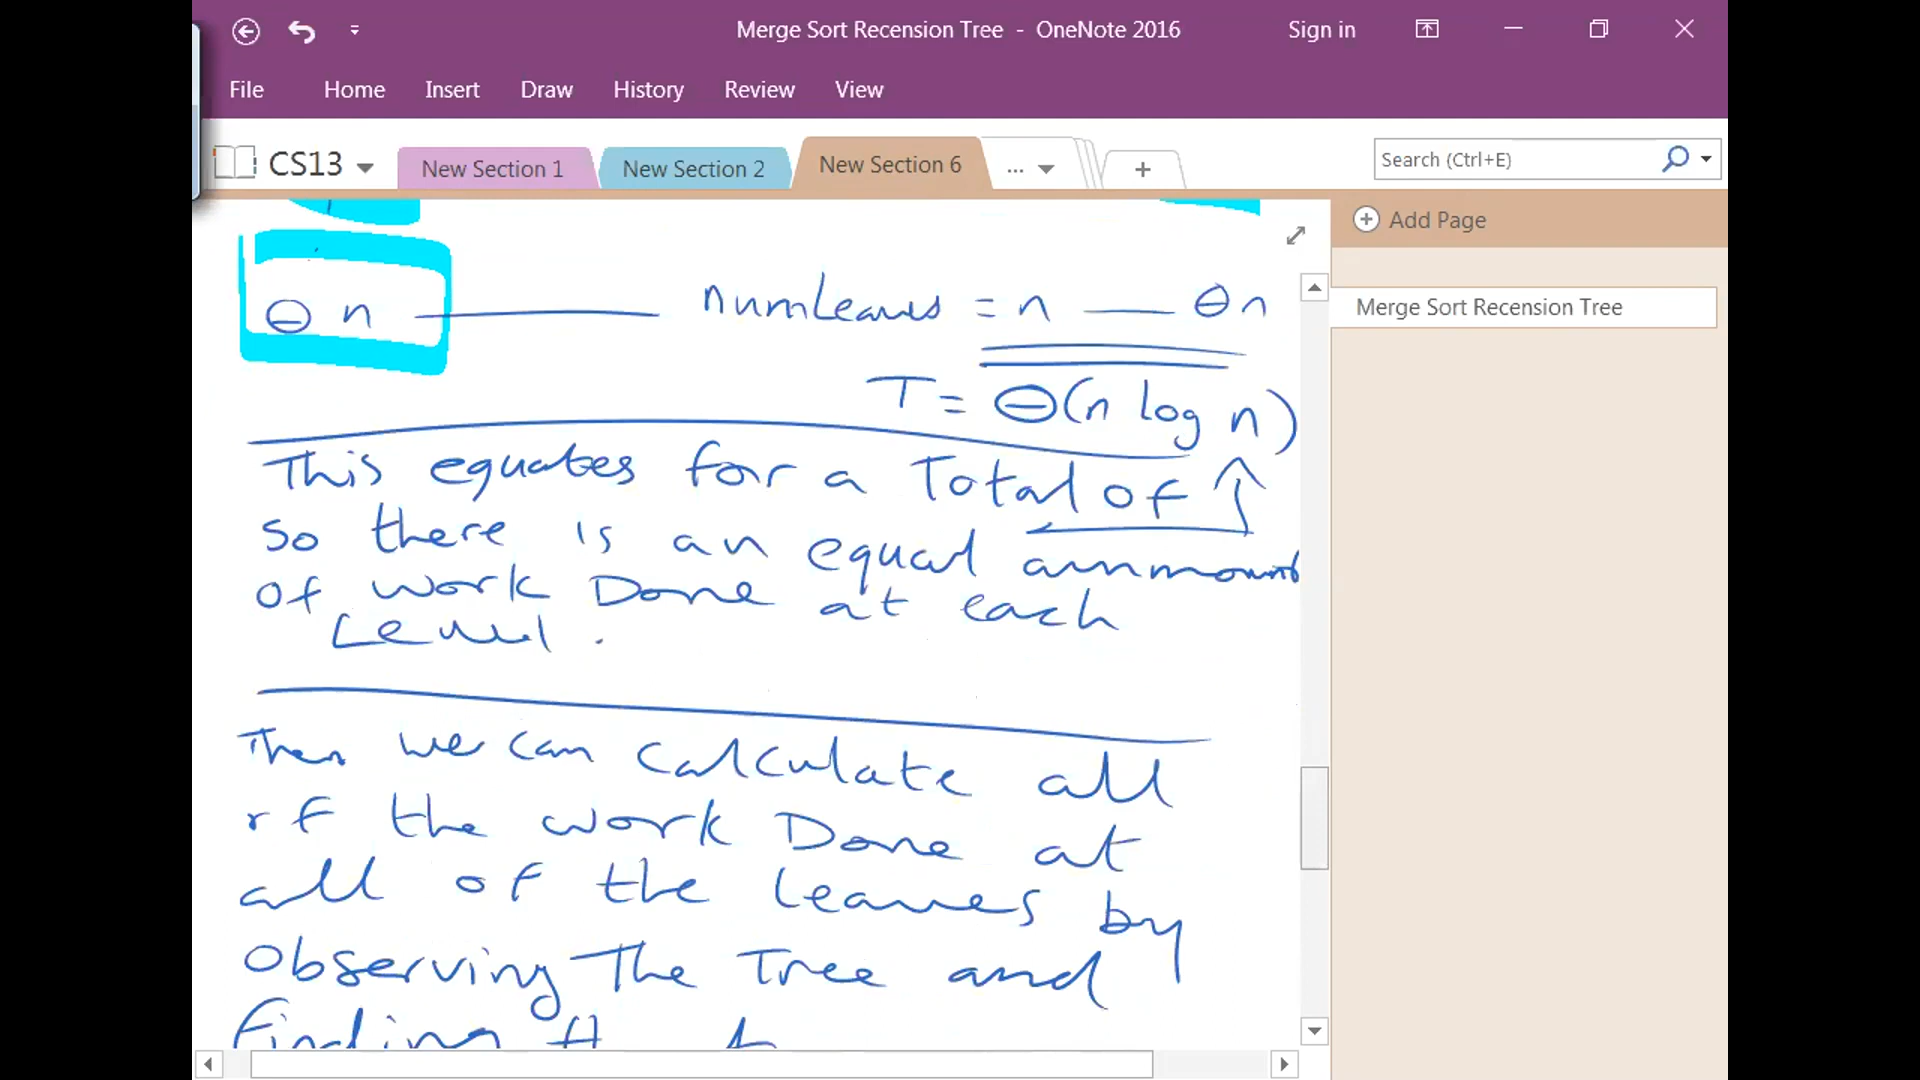 Merge Sort Recension Tree - OneNote 2016
Sign in
File Home Insert Draw History Review View
CS13
New Section 1
New Section 2
New Section 6
...
Search (Ctrl+E)
Add Page
Merge Sort Recension Tree
Θ n numLeaves = n Θ n
T = Θ(n log n)
This equates for a Total of
so there is an equal ammount
of work Done at each
Level.
Then we can calculate all
of the work Done at
all of the leaves by
observing The Tree and
finding